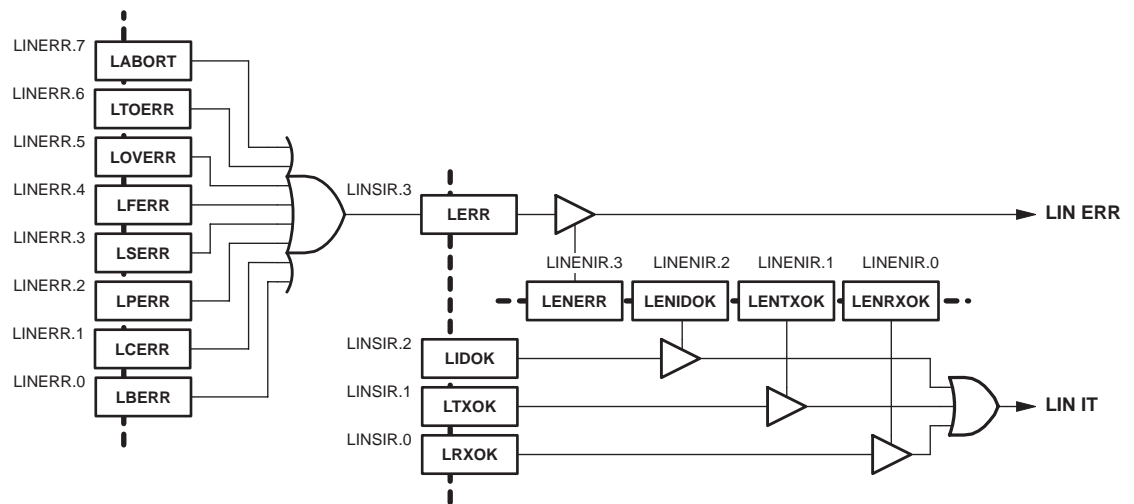 LINERR.7
LABORT
LINERR.6
LTOERR
LINERR.5
LOVERR
LINERR.4
LFERR
LINERR.3
LSERR
LINERR.2
LPERR
LINERR.1
LCERR
LINERR.0
LBERR
LINSIR.3
LERR
LIN ERR
LINENIR.3 LINENIR.2 LINENIR.1 LINENIR.0
LENERR LENIDOK LENTXOK LENRXOK
LINSIR.2
LIDOK
LINSIR.1
LTXOK
LIN IT
LINSIR.0
LRXOK